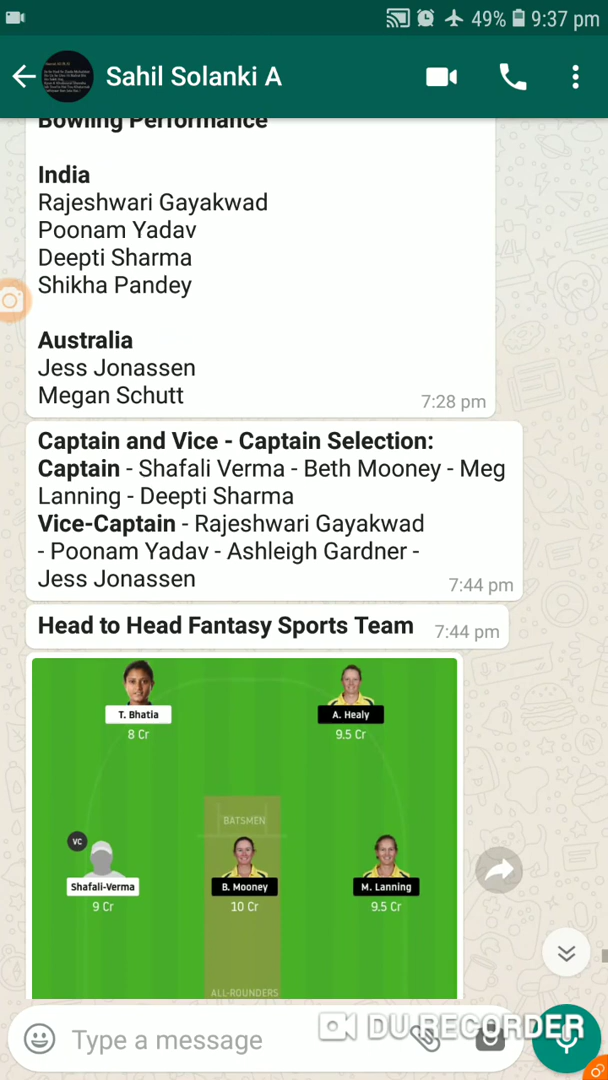 49% 9:37 pm
Sahil Solanki A
Bowling Performance
India
Rajeshwari Gayakwad
Poonam Yadav
Deepti Sharma
Shikha Pandey
Australia
Jess Jonassen
Megan Schutt
7:28 pm
Captain and Vice - Captain Selection:
Captain - Shafali Verma - Beth Mooney - Meg
Lanning - Deepti Sharma
Vice-Captain - Rajeshwari Gayakwad
- Poonam Yadav - Ashleigh Gardner -
Jess Jonassen
7:44 pm
Head to Head Fantasy Sports Team
7:44 pm
T. Bhatia
A. Healy
8 Cr
9.5 Cr
BATSMEN
VC
Shafali-Verma
B. Mooney
M. Lanning
9 Cr
10 Cr
9.5 Cr
ALL-ROUNDERS
Type a message
DU RECORDER